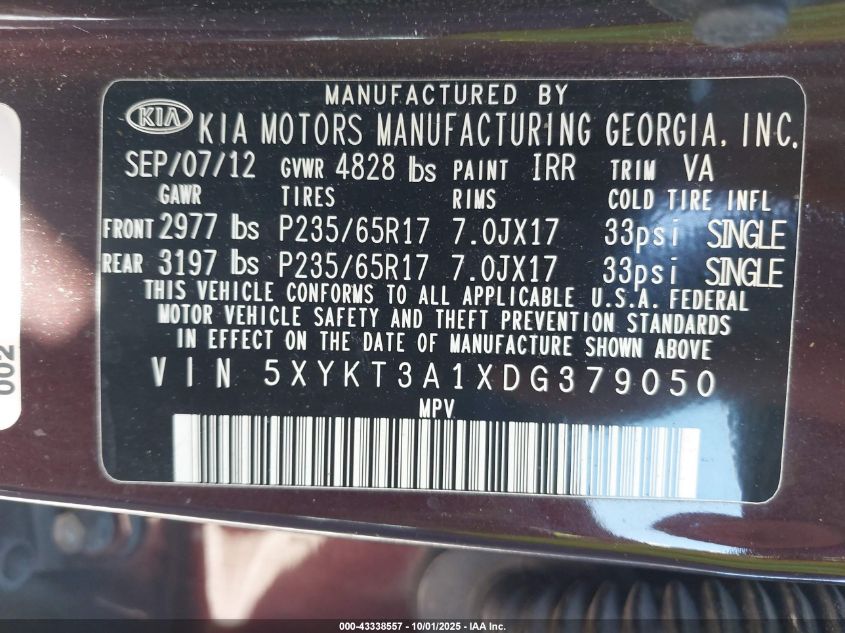 MANUFACTURED BY
KIA KIA MOTORS MANUFACTURING GEORGIA, INC.
SEP/07/12 GVWR 4828 lbs PAINT IRR TRIM VA
GAWR TIRES RIMS COLD TIRE INFL
FRONT 2977 lbs P235/65R17 7.0JX17 33psi SINGLE
REAR 3197 lbs P235/65R17 7.0JX17 33psi SINGLE
THIS VEHICLE CONFORMS TO ALL APPLICABLE U.S.A. FEDERAL
MOTOR VEHICLE SAFETY AND THEFT PREVENTION STANDARDS
IN EFFECT ON THE DATE OF MANUFACTURE SHOWN ABOVE
VIN 5XYKT3A1XDG379050
MPV
002
000-43338557 - 10/01/2025 - IAA Inc.